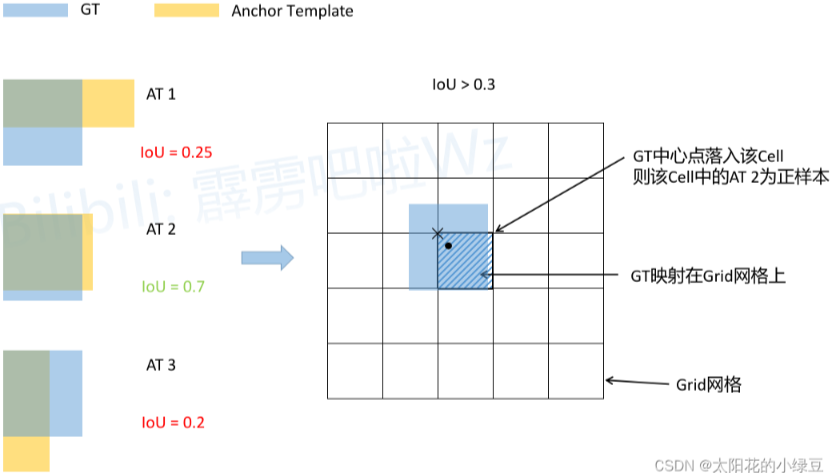 GT
Anchor Template
AT 1
IoU = 0.25
AT 2
IoU = 0.7
AT 3
IoU = 0.2
IoU > 0.3
GT中心点落入该Cell
则该Cell中的AT 2为正样本
GT映射在Grid网格上
Grid网格
Bilibili: 霹雳吧啦Wz
CSDN @太阳花的小绿豆